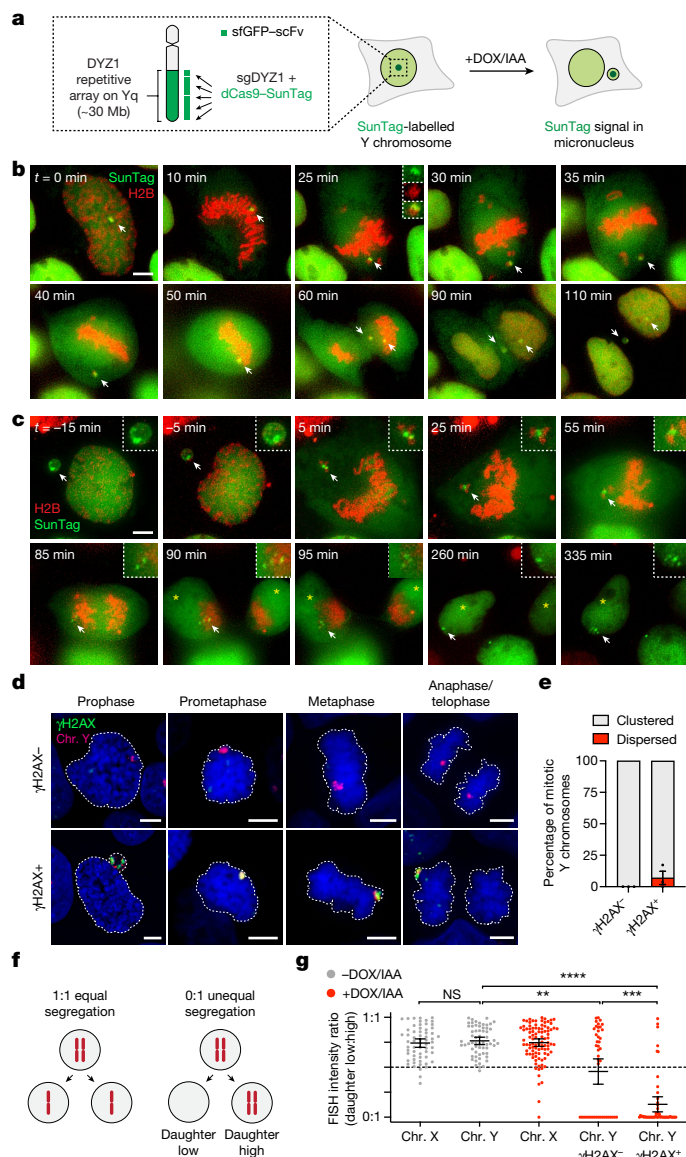 a
sfGFP–scFv
DYZ1
repetitive
array on Yq
(~30 Mb)
sgDYZ1 +
dCas9–SunTag
+DOX/IAA
SunTag-labelled
Y chromosome
SunTag signal in
micronucleus
b
t = 0 min
SunTag
H2B
10 min
25 min
30 min
35 min
40 min
50 min
60 min
90 min
110 min
c
t = –15 min
H2B
SunTag
–5 min
5 min
25 min
55 min
85 min
90 min
95 min
260 min
335 min
* * * * * *
d
Prophase
Prometaphase
Metaphase
Anaphase/
telophase
γH2AX
Chr. Y
γH2AX–
γH2AX+
e
Clustered
Dispersed
Percentage of mitotic
Y chromosomes
100
75
50
25
0
γH2AX–
γH2AX+
f
1:1 equal
segregation
0:1 unequal
segregation
Daughter
low
Daughter
high
g
–DOX/IAA
+DOX/IAA
****
NS
**
***
FISH intensity ratio
(daughter low:high)
1:1
0:1
Chr. X
Chr. Y
Chr. X
Chr. Y
γH2AX–
Chr. Y
γH2AX+